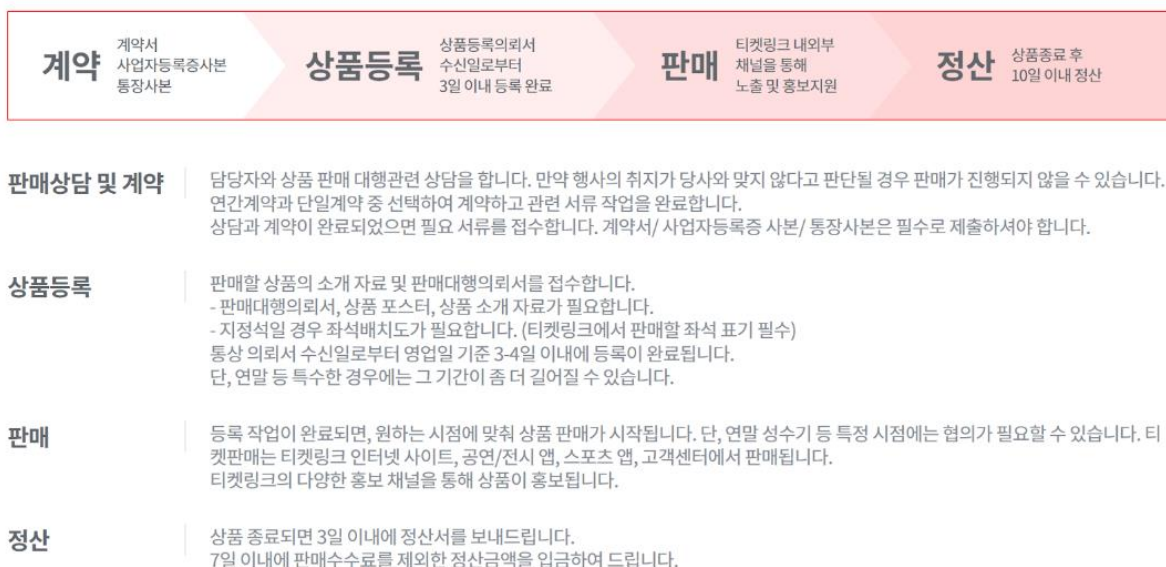 계약
계약서
사업자등록증사본
통장사본
상품등록
상품등록의뢰서
수신일로부터
3일 이내 등록 완료
판매
티켓링크 내외부
채널을 통해
노출 및 홍보지원
정산
상품종료 후
10일 이내 정산
판매상담 및 계약
담당자와 상품 판매 대행관련 상담을 합니다. 만약 행사의 취지가 당사와 맞지 않다고 판단될 경우 판매가 진행되지 않을 수 있습니다.
연간계약과 단일계약 중 선택하여 계약하고 관련 서류 작업을 완료합니다.
상담과 계약이 완료되었으면 필요 서류를 접수합니다. 계약서/ 사업자등록증 사본/ 통장사본은 필수로 제출하셔야 합니다.
상품등록
판매할 상품의 소개 자료 및 판매대행의뢰서를 접수합니다.
- 판매대행의뢰서, 상품 포스터, 상품 소개 자료가 필요합니다.
- 지정석일 경우 좌석배치도가 필요합니다. (티켓링크에서 판매할 좌석 표기 필수)
통상 의뢰서 수신일로부터 영업일 기준 3-4일 이내에 등록이 완료됩니다.
단, 연말 등 특수한 경우에는 그 기간이 좀 더 길어질 수 있습니다.
판매
등록 작업이 완료되면, 원하는 시점에 맞춰 상품 판매가 시작됩니다. 단, 연말 성수기 등 특정 시점에는 협의가 필요할 수 있습니다. 티
켓판매는 티켓링크 인터넷 사이트, 공연/전시 앱, 스포츠 앱, 고객센터에서 판매됩니다.
티켓링크의 다양한 홍보 채널을 통해 상품이 홍보됩니다.
정산
상품 종료되면 3일 이내에 정산서를 보내드립니다.
7일 이내에 판매수수료를 제외한 정산금액을 입금하여 드립니다.